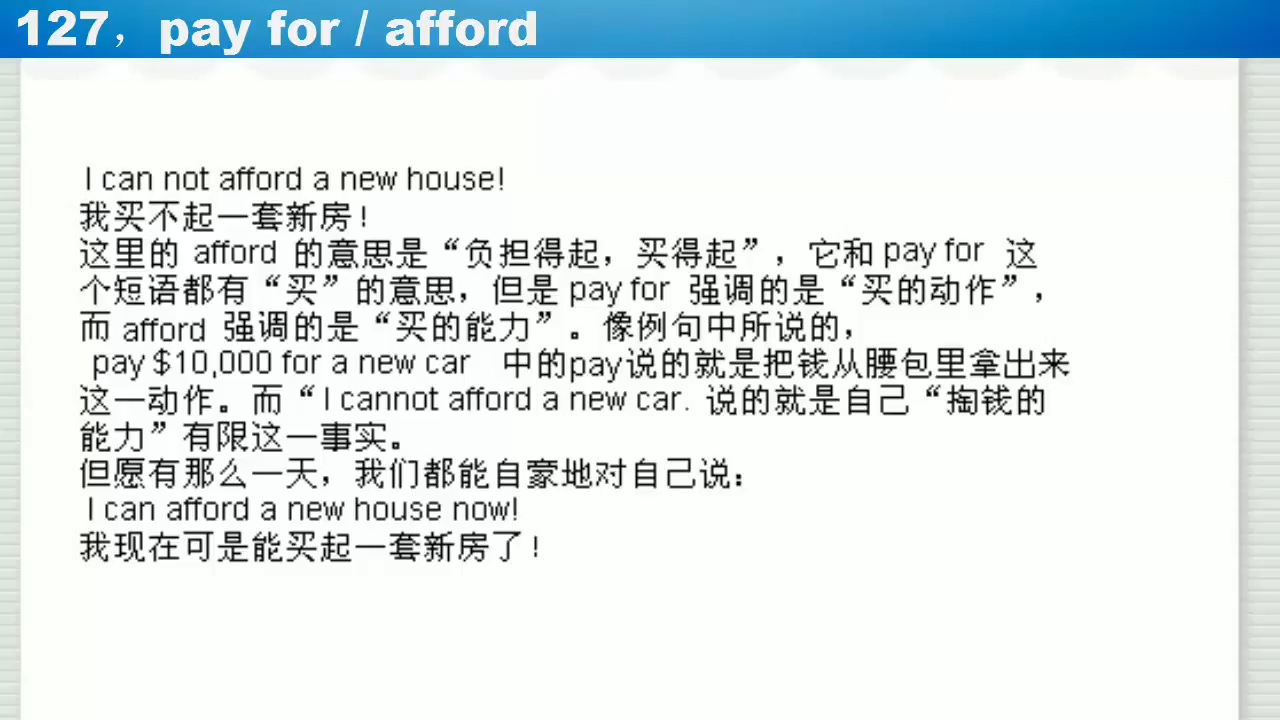 127，pay for / afford
I can not afford a new house!
我买不起一套新房！
这里的 afford 的意思是“负担得起，买得起”，它和 pay for 这
个短语都有“买”的意思，但是 pay for 强调的是“买的动作”，
而 afford 强调的是“买的能力”。像例句中所说的，
pay $10,000 for a new car 中的pay说的就是把钱从腰包里拿出来
这一动作。而“I cannot afford a new car. 说的就是自己“掏钱的
能力”有限这一事实。
但愿有那么一天，我们都能自豪地对自己说：
I can afford a new house now!
我现在可是能买起一套新房了！